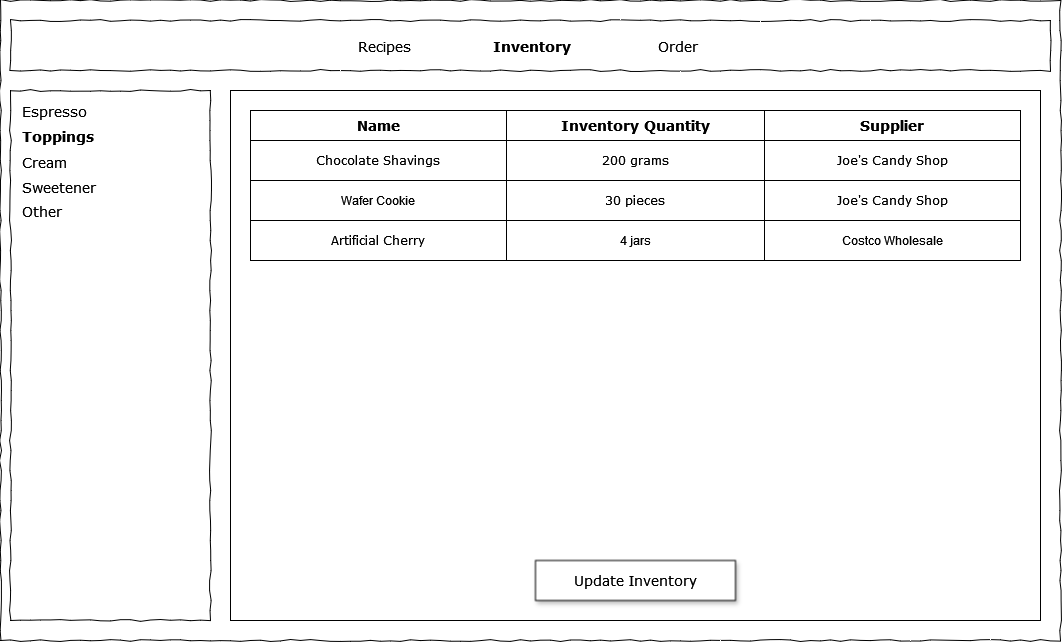 Recipes Inventory Order
Espresso
Toppings
Cream
Sweetener
Other
Name Inventory Quantity Supplier
Chocolate Shavings 200 grams Joe's Candy Shop
Wafer Cookie 30 pieces Joe's Candy Shop
Artificial Cherry 4 jars Costco Wholesale
Update Inventory